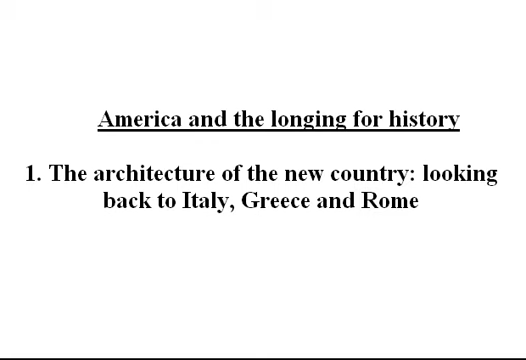 America and the longing for history
1. The architecture of the new country: looking
back to Italy, Greece and Rome